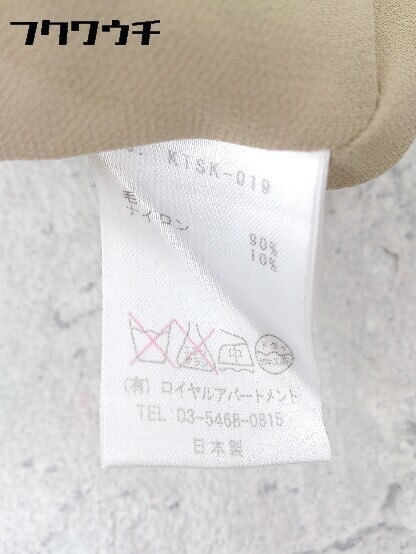 フクワウチ
KTSK-019
毛 90%
ナイロン 10%
中
(有) ロイヤルアパートメント
TEL:03-5468-0815
日本製